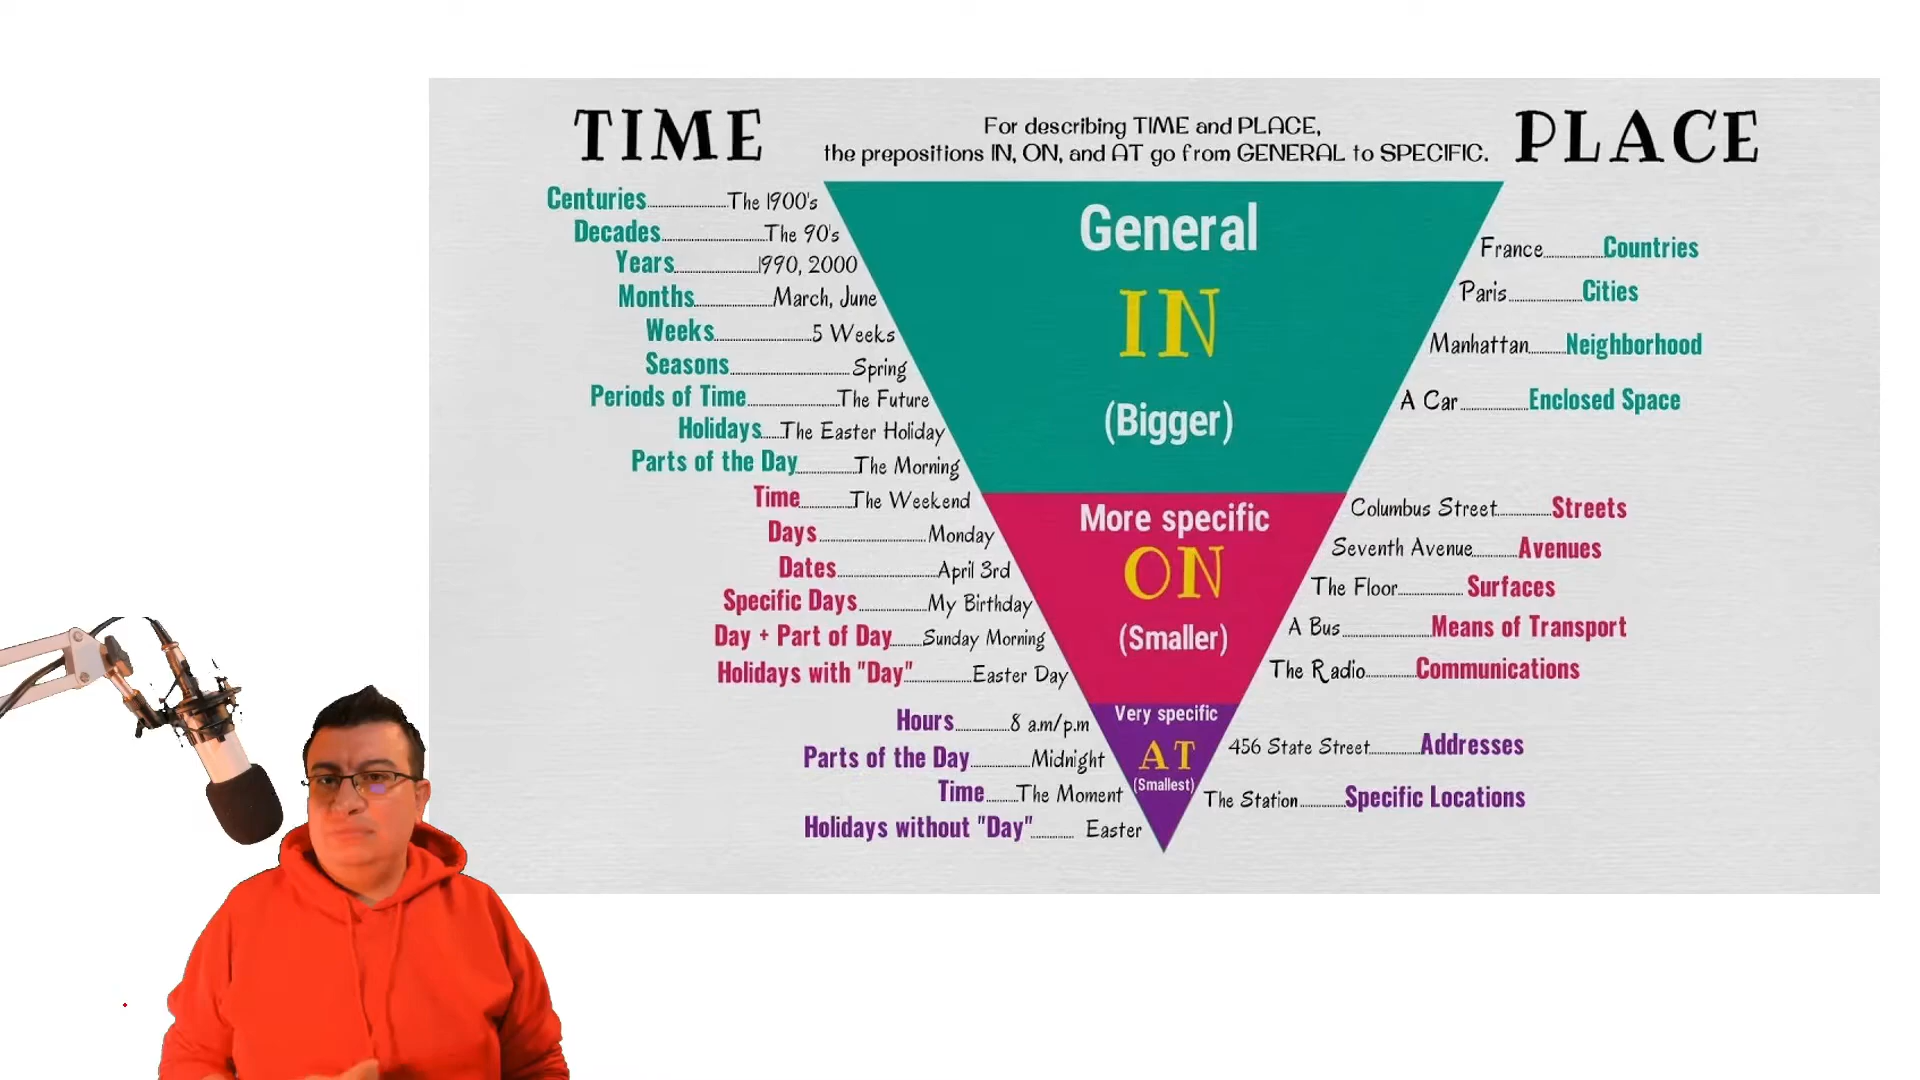 TIME
For describing TIME and PLACE,
the prepositions IN, ON, and AT go from GENERAL to SPECIFIC.
PLACE
Centuries The 1900's
Decades The 90's
Years 1990, 2000
Months March, June
Weeks 5 Weeks
Seasons Spring
Periods of Time The Future
Holidays The Easter Holiday
Parts of the Day The Morning
Time The Weekend
Days Monday
Dates April 3rd
Specific Days My Birthday
Day + Part of Day Sunday Morning
Holidays with "Day" Easter Day
Hours 8 a.m/p.m
Parts of the Day Midnight
Time The Moment
Holidays without "Day" Easter
General
IN
(Bigger)
More specific
ON
(Smaller)
Very specific
AT
(Smallest)
France Countries
Paris Cities
Manhattan Neighborhood
A Car Enclosed Space
Columbus Street Streets
Seventh Avenue Avenues
The Floor Surfaces
A Bus Means of Transport
The Radio Communications
456 State Street Addresses
The Station Specific Locations